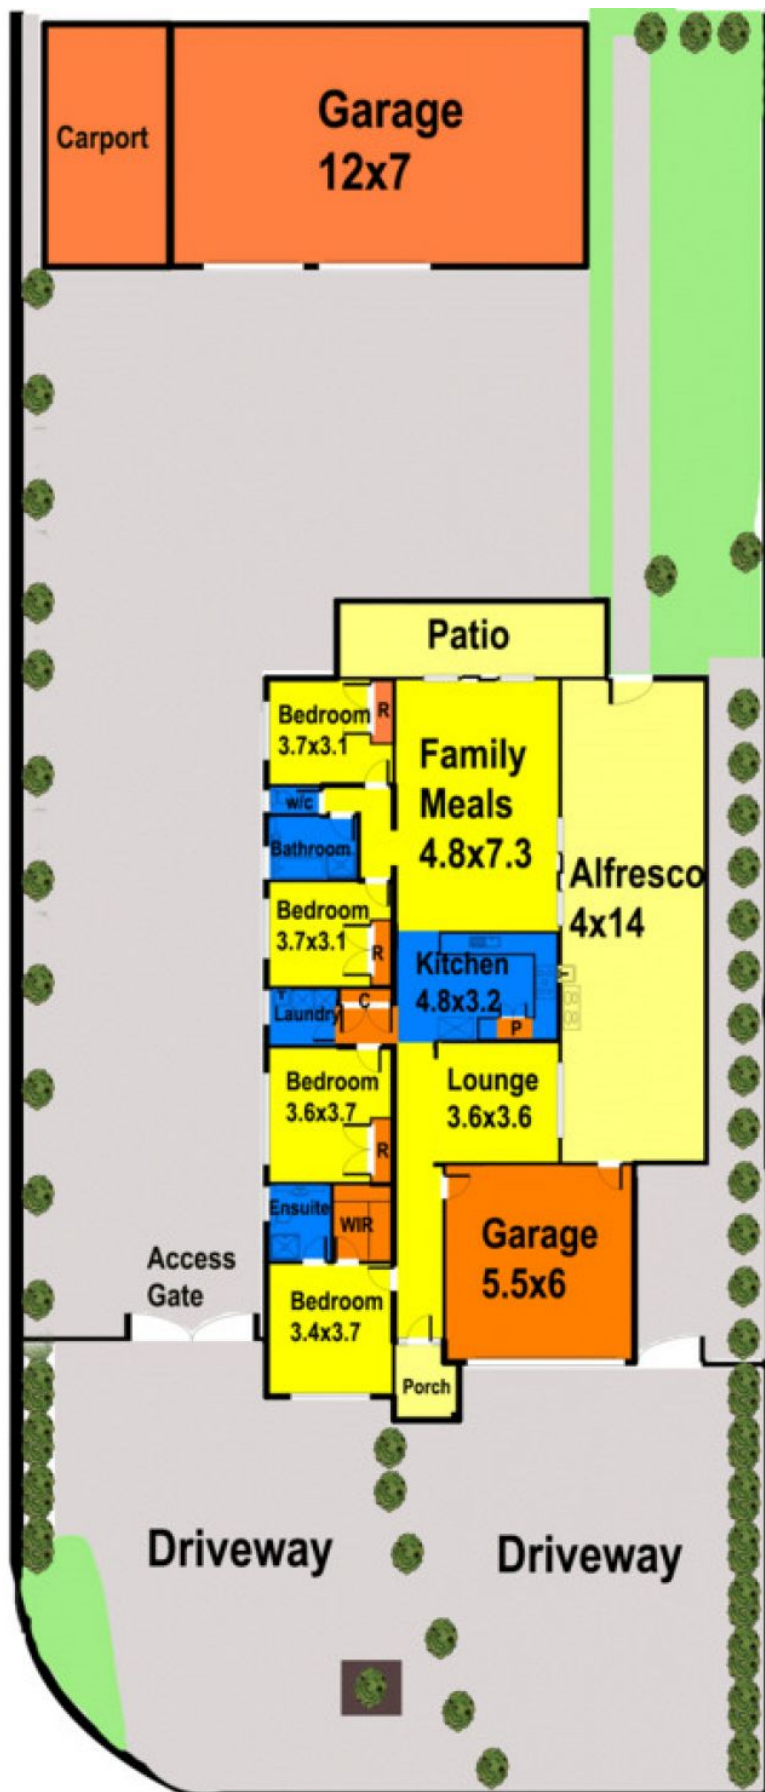 Carport
Garage
12x7
Patio
Bedroom
3.7x3.1
R
Family
Meals
4.8x7.3
w/c
Bathroom
Alfresco
4x14
Bedroom
3.7x3.1
R
Kitchen
4.8x3.2
P
Laundry
C
Bedroom
3.6x3.7
R
Lounge
3.6x3.6
Ensuite
WIR
Garage
5.5x6
Access
Gate
Bedroom
3.4x3.7
Porch
Driveway
Driveway